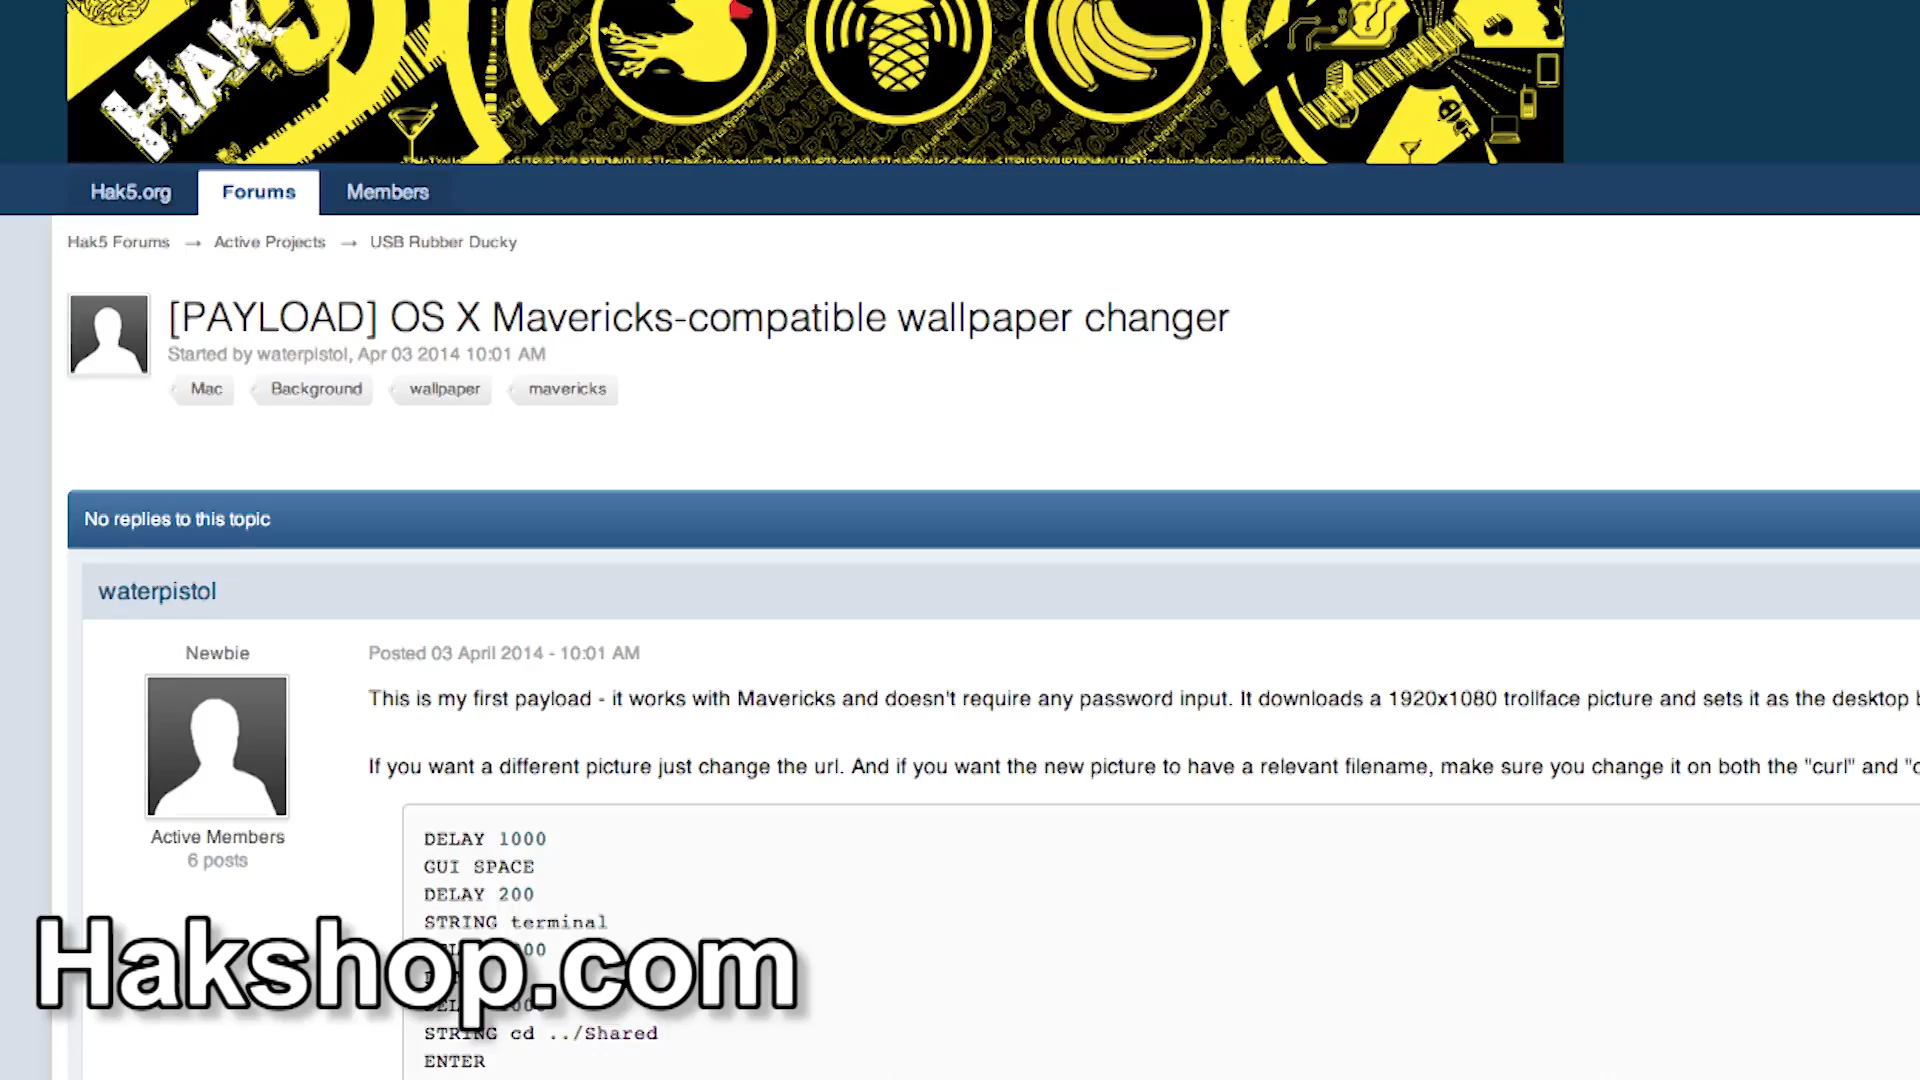 HAK5
Hak5.org
Forums
Members
Hak5 Forums → Active Projects → USB Rubber Ducky
[PAYLOAD] OS X Mavericks-compatible wallpaper changer
Started by waterpistol, Apr 03 2014 10:01 AM
Mac
Background
wallpaper
mavericks
No replies to this topic
waterpistol
Newbie
Posted 03 April 2014 - 10:01 AM
This is my first payload - it works with Mavericks and doesn't require any password input. It downloads a 1920x1080 trollface picture and sets it as the desktop
If you want a different picture just change the url. And if you want the new picture to have a relevant filename, make sure you change it on both the "curl" and
Active Members
6 posts
DELAY 1000
GUI SPACE
DELAY 200
STRING terminal
Hakshop.com
STRING cd ../Shared
ENTER